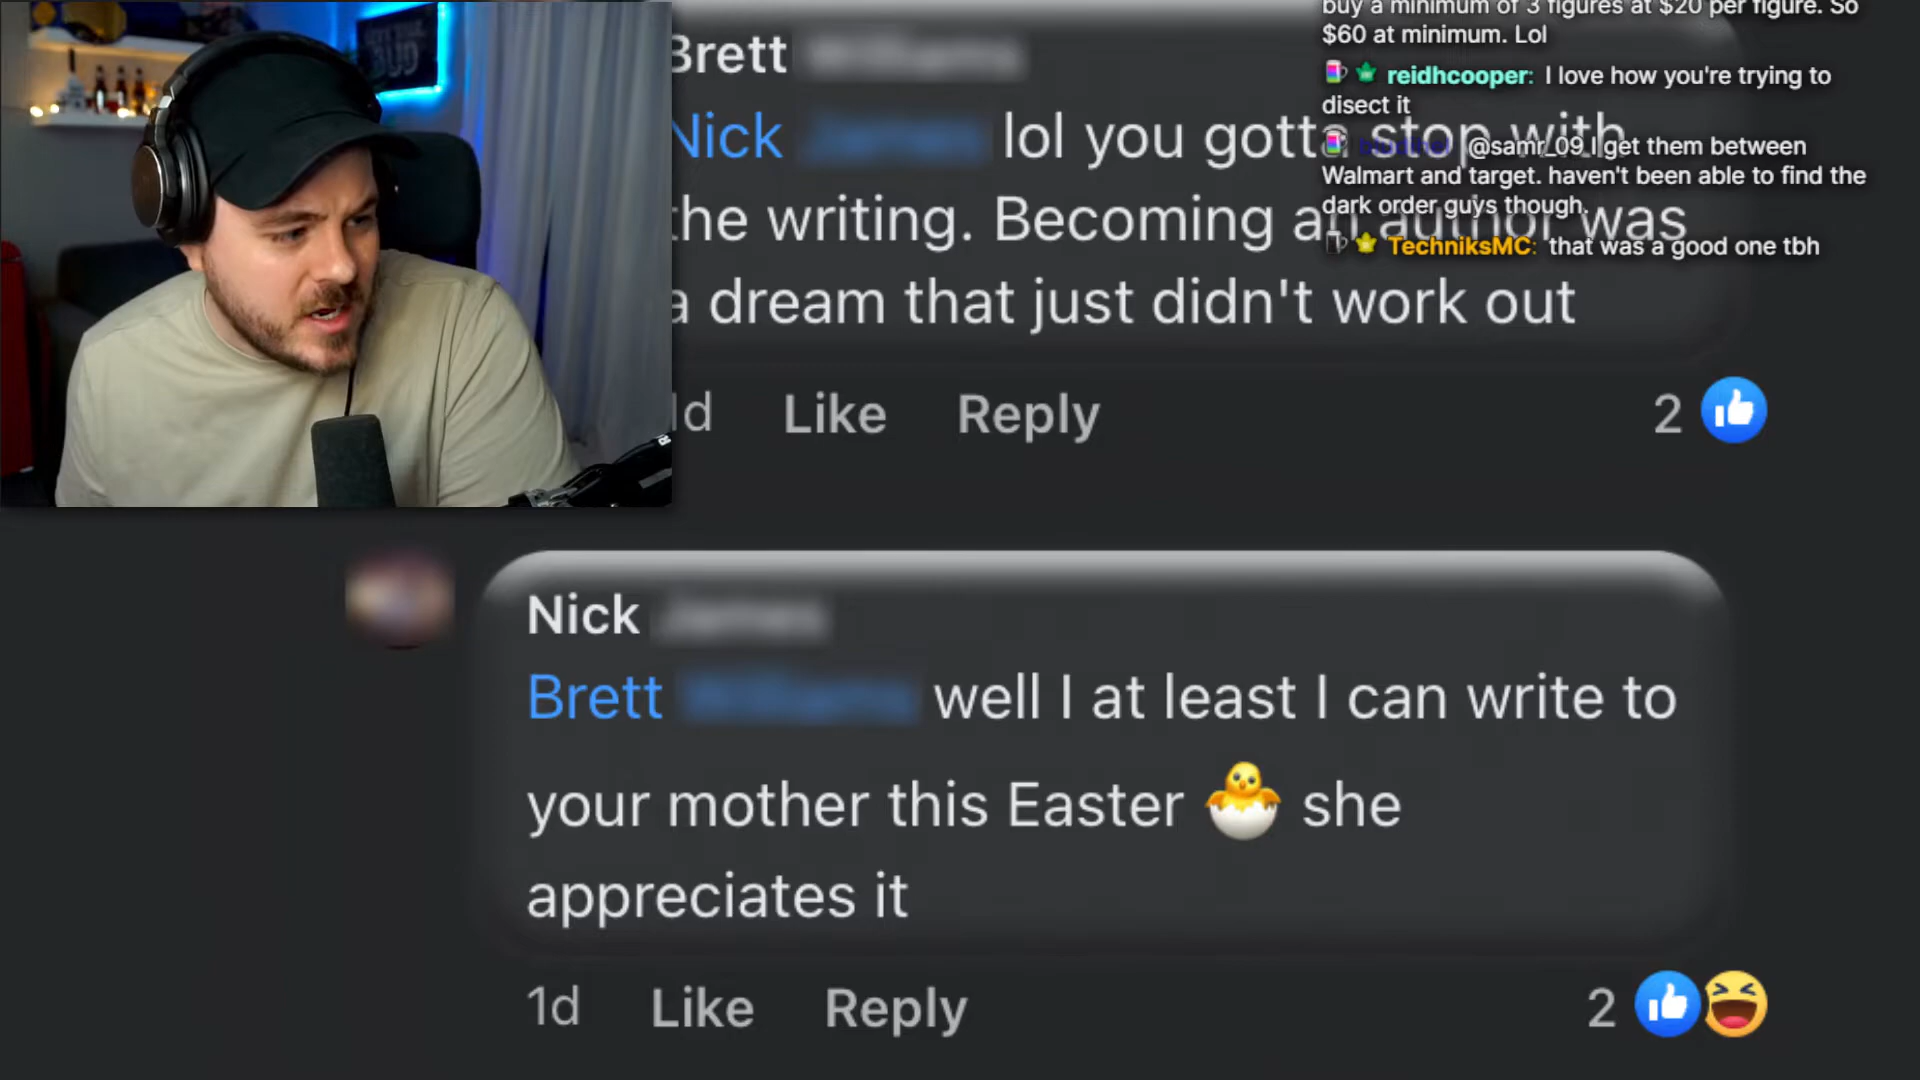 Brett
Nick lol you gotta stop with
the writing. Becoming an author was
a dream that just didn't work out
1d Like Reply 2
buy a minimum of 3 figures at $20 per figure. So
$60 at minimum. Lol
reidhcooper: I love how you're trying to
disect it
@samr_09 I get them between
Walmart and target. haven't been able to find the
dark order guys though.
TechniksMC: that was a good one tbh
Nick
Brett well I at least I can write to
your mother this Easter 🐣 she
appreciates it
1d Like Reply 2